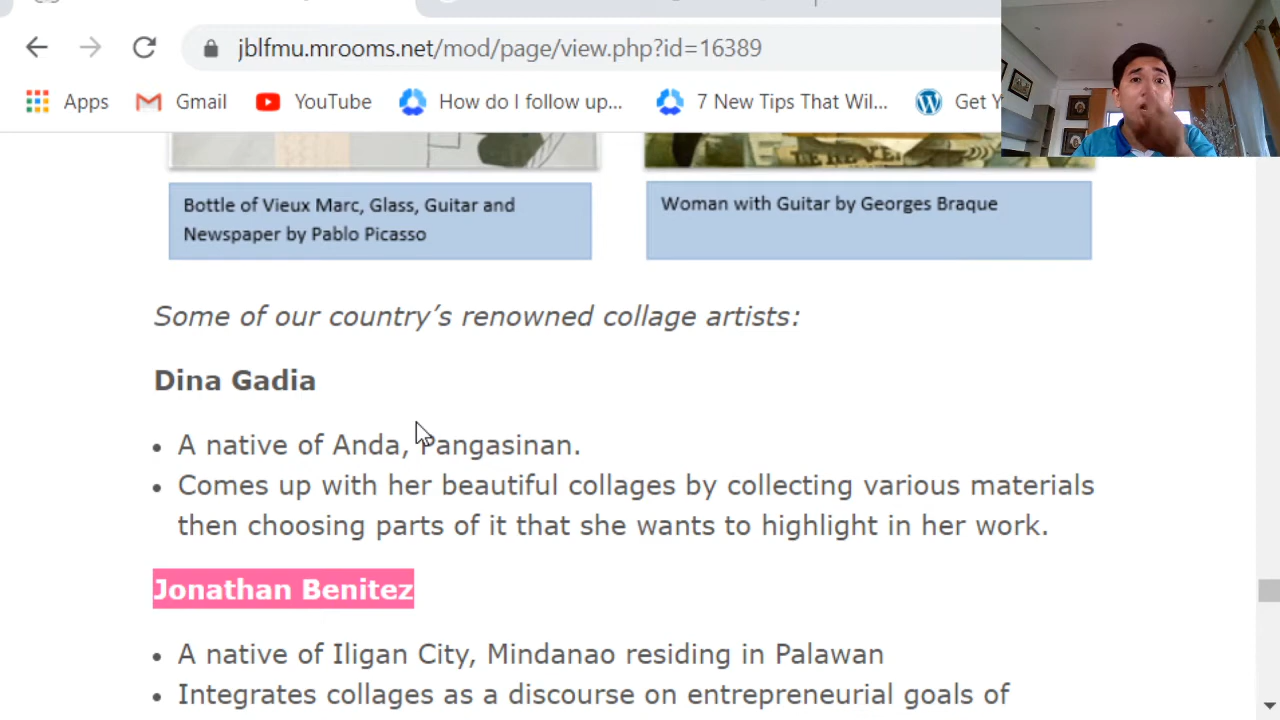 jblfmu.mrooms.net/mod/page/view.php?id=16389
Apps Gmail YouTube How do I follow up... 7 New Tips That Wil... Get Y
Bottle of Vieux Marc, Glass, Guitar and
Newspaper by Pablo Picasso
Woman with Guitar by Georges Braque
Some of our country's renowned collage artists:
Dina Gadia
• A native of Anda, Pangasinan.
• Comes up with her beautiful collages by collecting various materials
then choosing parts of it that she wants to highlight in her work.
Jonathan Benitez
• A native of Iligan City, Mindanao residing in Palawan
• Integrates collages as a discourse on entrepreneurial goals of